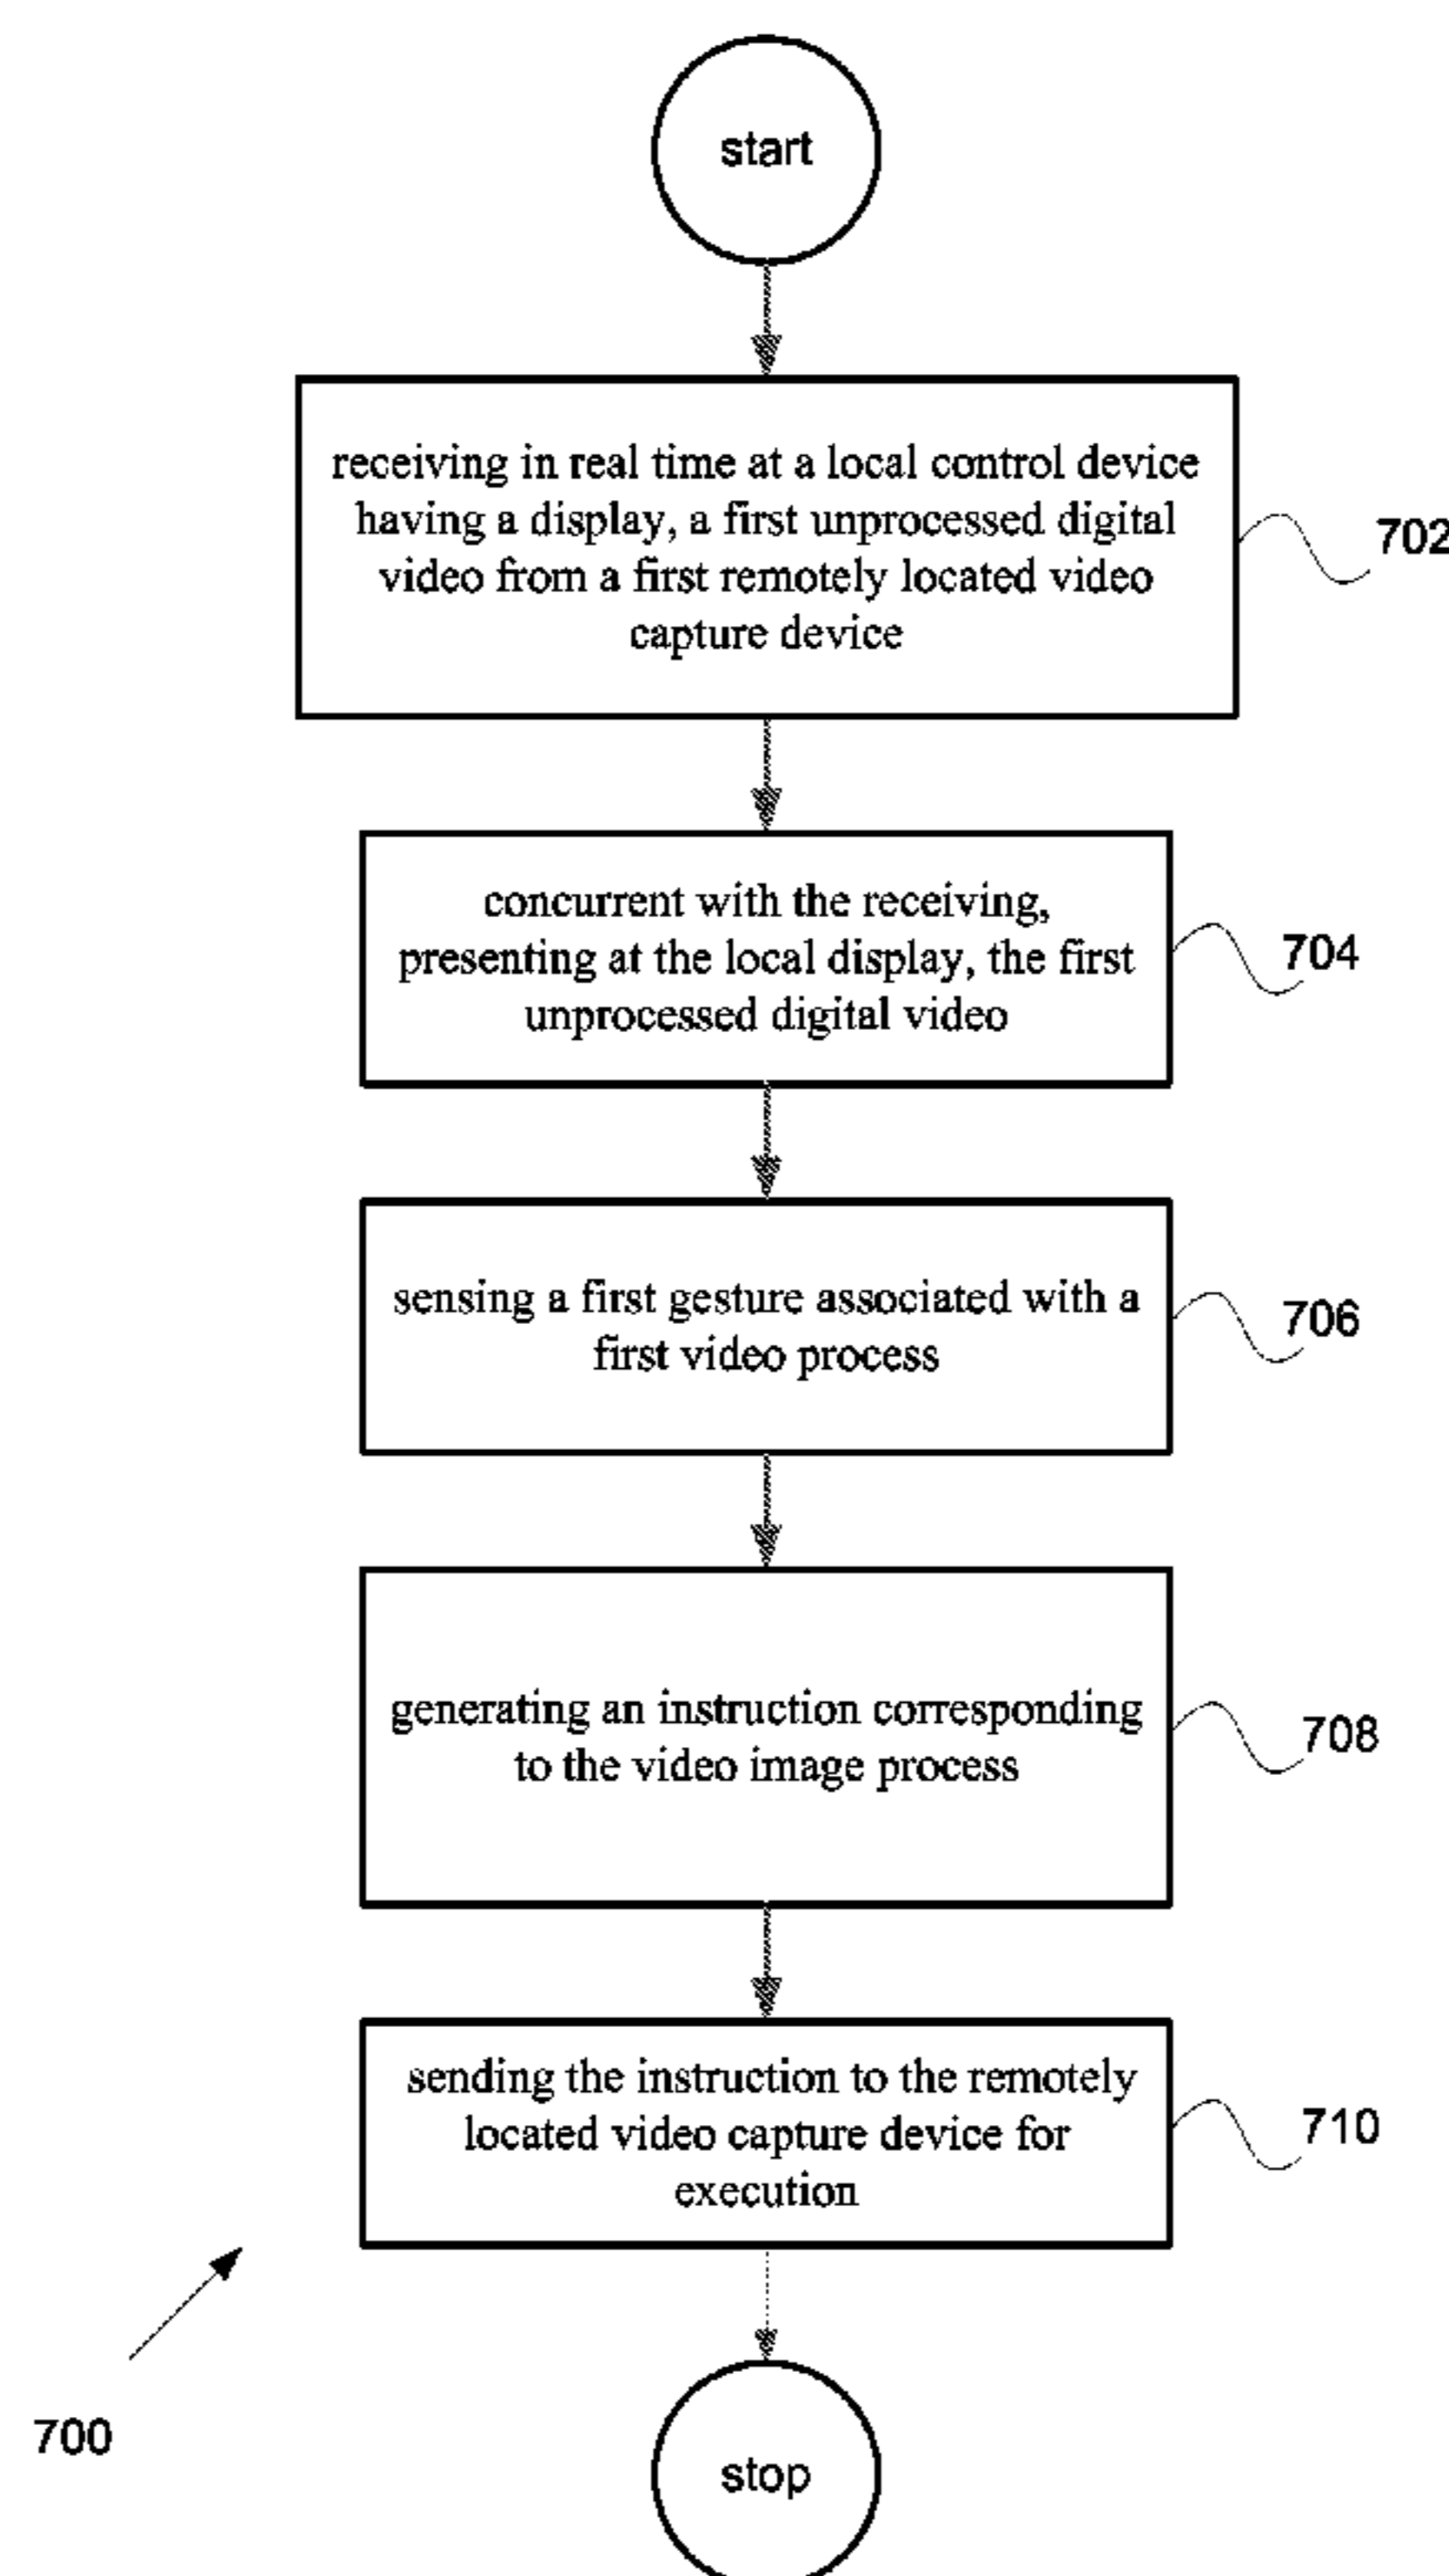 start
receiving in real time at a local control device
having a display, a first unprocessed digital
video from a first remotely located video
capture device
702
concurrent with the receiving,
presenting at the local display, the first
unprocessed digital video
704
sensing a first gesture associated with a
first video process
706
generating an instruction corresponding
to the video image process
708
sending the instruction to the remotely
located video capture device for
execution
710
700
stop